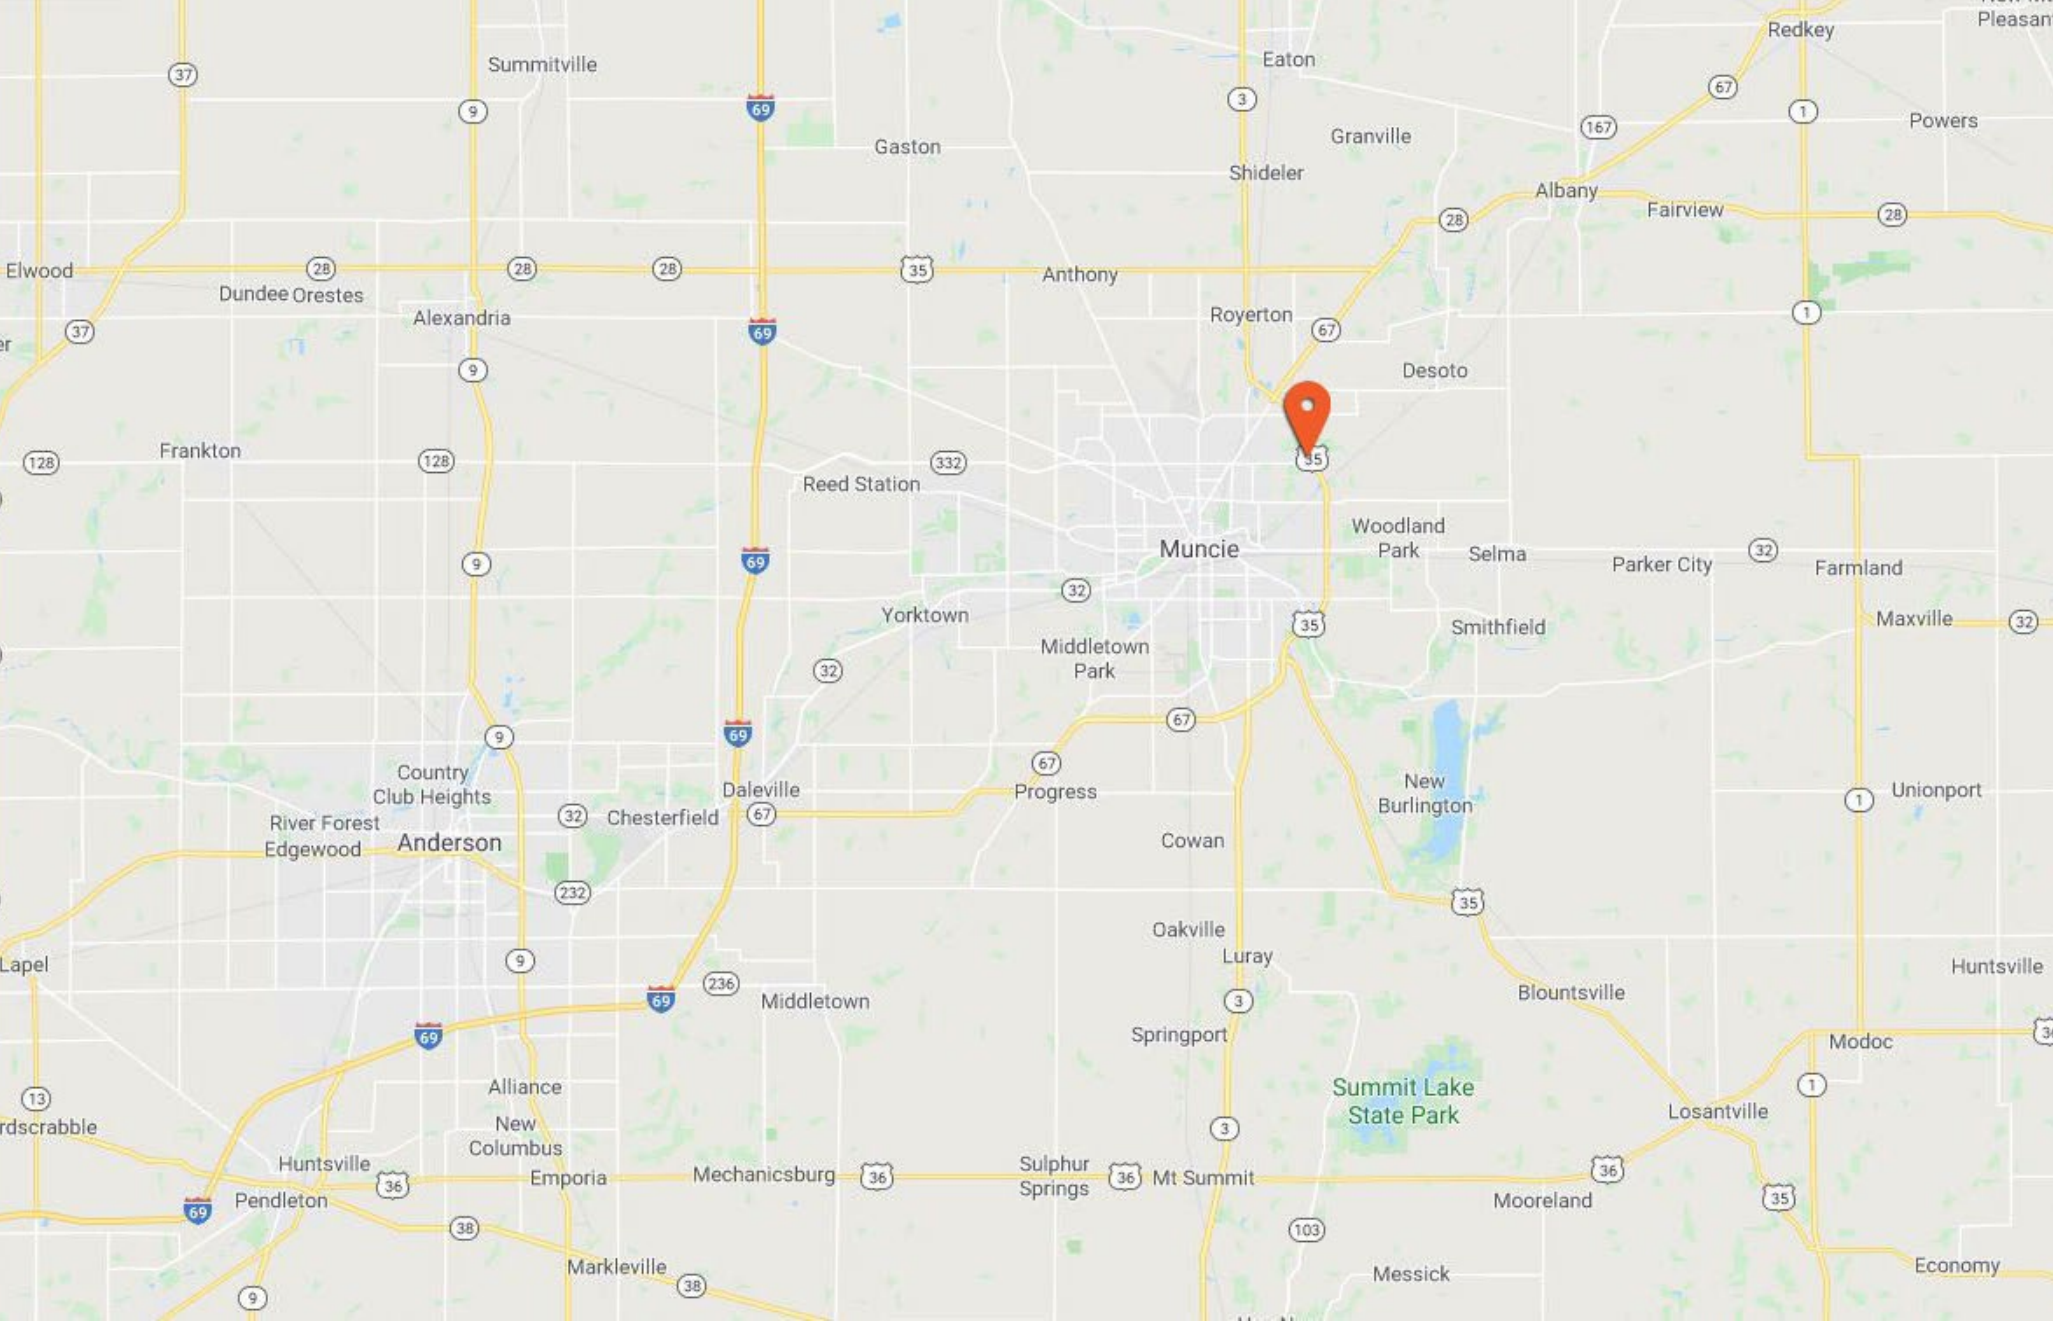 Pleasan
Redkey
Eaton
Summitville
37
67
3
69
9
1
Powers
167
Granville
Gaston
Shideler
Albany
Fairview
28
28
Elwood
28
28
28
35
Anthony
Dundee
Orestes
1
Royerton
Alexandria
67
37
69
er
9
Desoto
35
Frankton
128
128
332
Reed Station
Woodland
Park
Muncie
32
Selma
69
9
Parker City
Farmland
32
Yorktown
Maxville
32
35
Smithfield
Middletown
Park
32
67
69
9
67
Country
Club Heights
New
Burlington
Daleville
Progress
Unionport
1
67
32
Chesterfield
River Forest
Edgewood
Anderson
Cowan
232
35
Oakville
Luray
9
Lapel
Huntsville
236
Blountsville
69
Middletown
3
69
Springport
Modoc
1
Alliance
Summit Lake
State Park
13
Losantville
New
Columbus
rdscrabble
3
Huntsville
Sulphur
Springs
36
36
Emporia
Mechanicsburg
36
36
Mt Summit
Pendleton
Mooreland
35
69
38
103
Economy
Markleville
Messick
38
9